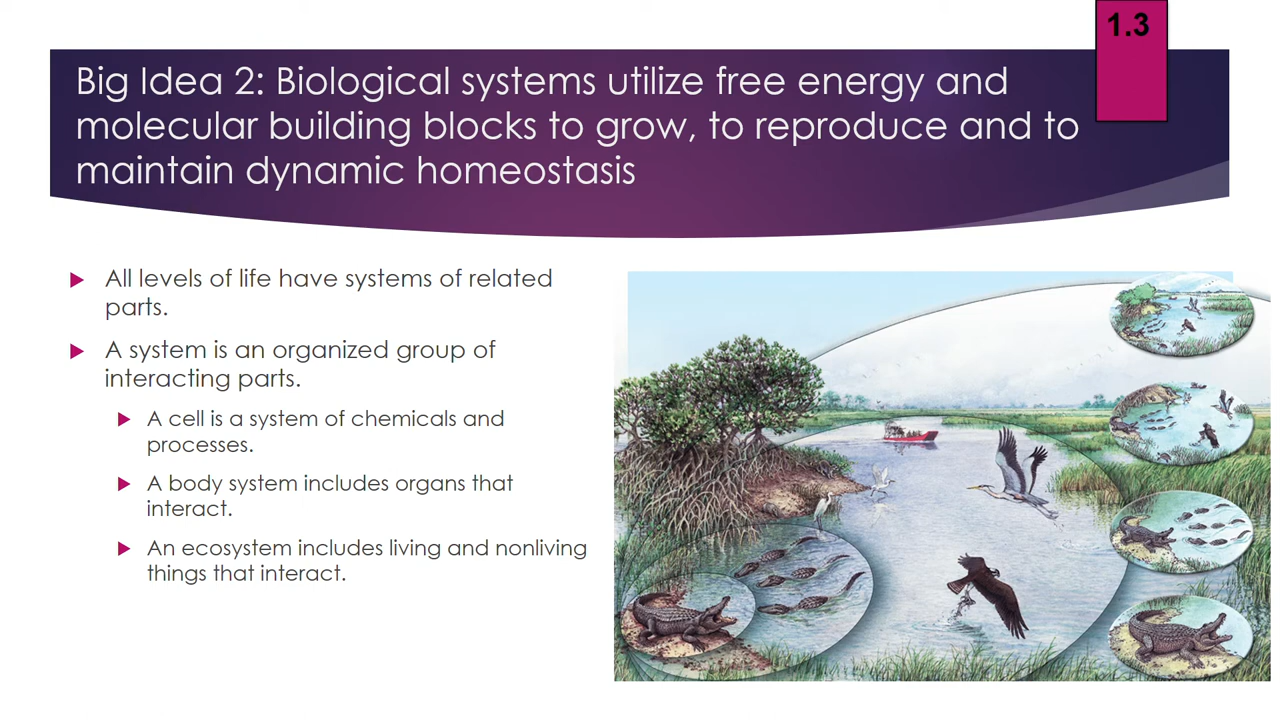 1.3
Big Idea 2: Biological systems utilize free energy and
molecular building blocks to grow, to reproduce and to
maintain dynamic homeostasis
All levels of life have systems of related
parts.
A system is an organized group of
interacting parts.
A cell is a system of chemicals and
processes.
A body system includes organs that
interact.
An ecosystem includes living and nonliving
things that interact.